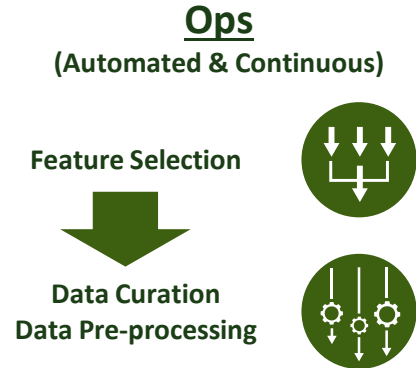 Ops
(Automated & Continuous)
Feature Selection
Data Curation
Data Pre-processing